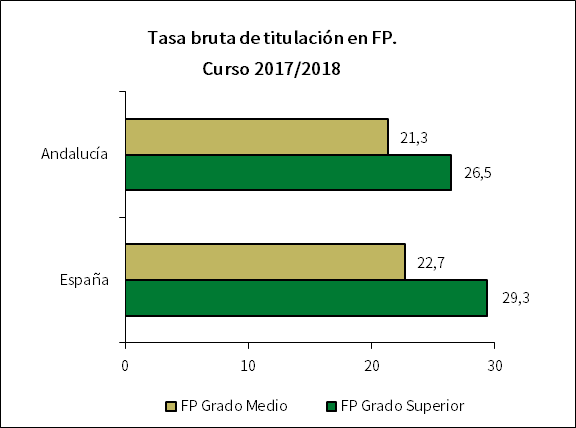 Tasa bruta de titulación en FP.
Curso 2017/2018
Andalucía
21,3
26,5
España
22,7
29,3
0 10 20 30
FP Grado Medio FP Grado Superior